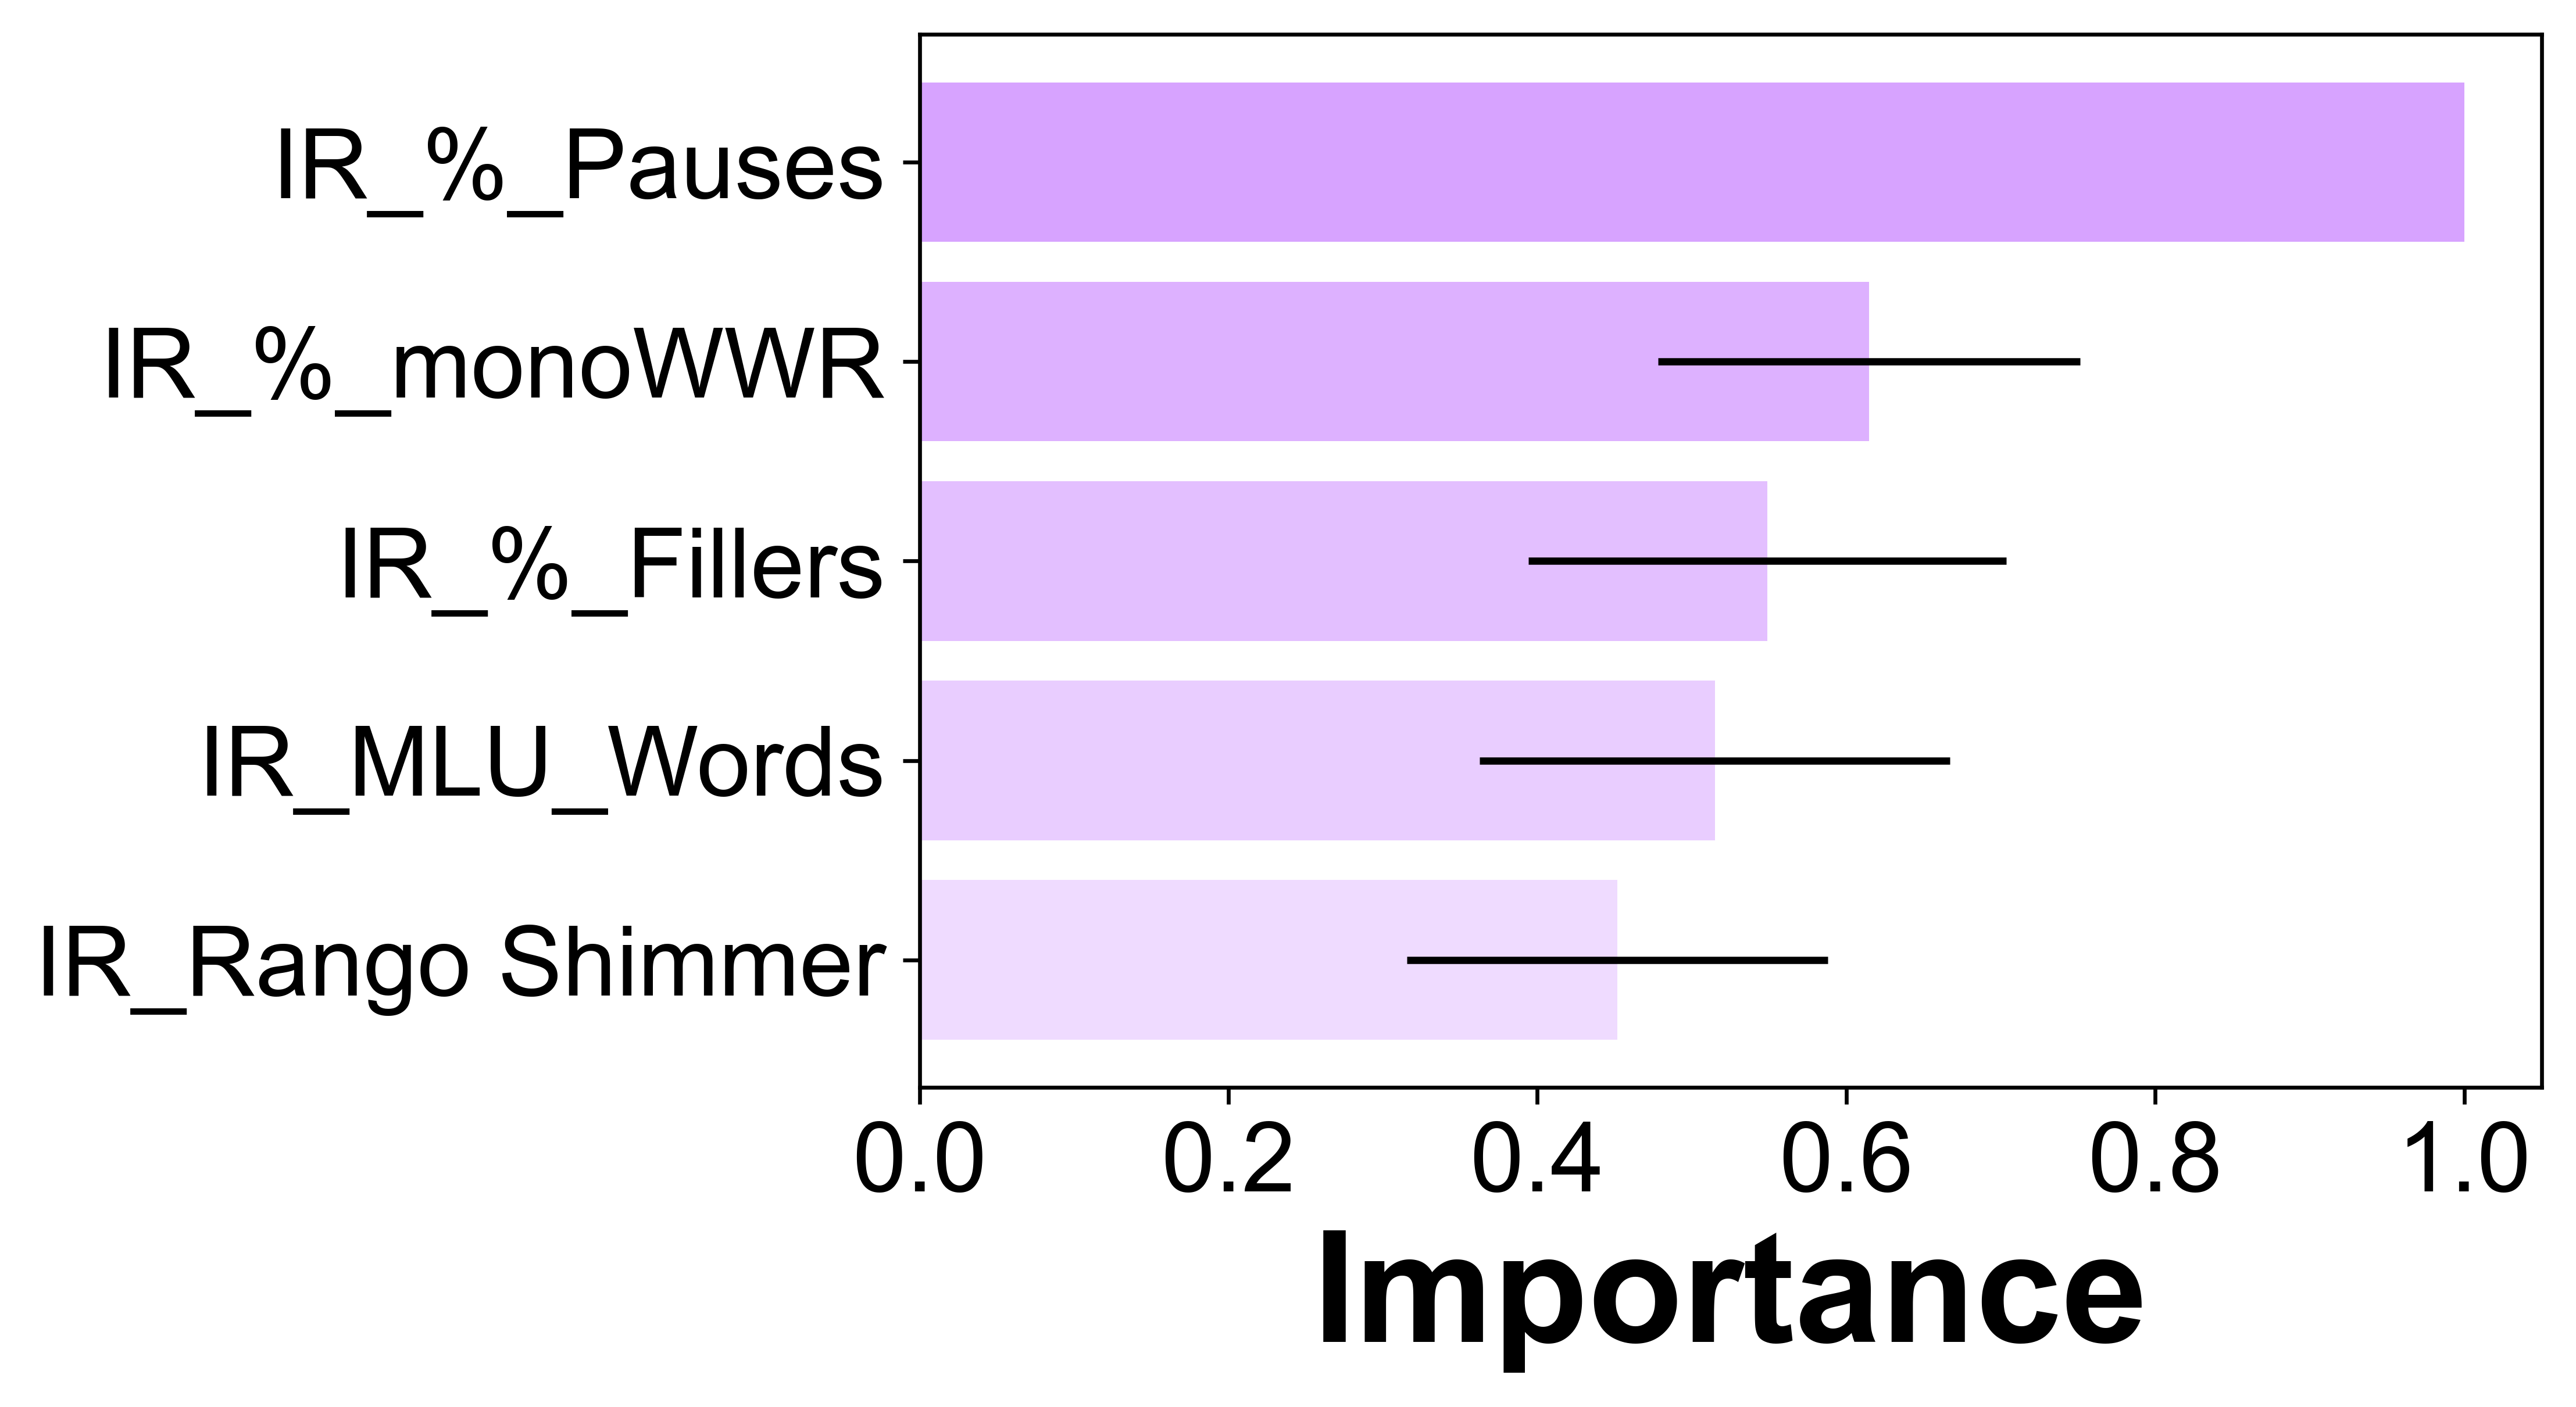 IR_%_Pauses
IR_%_monoWWR
IR_%_Fillers
IR_MLU_Words
IR_Rango Shimmer
0.0 0.2 0.4 0.6 0.8 1.0
Importance